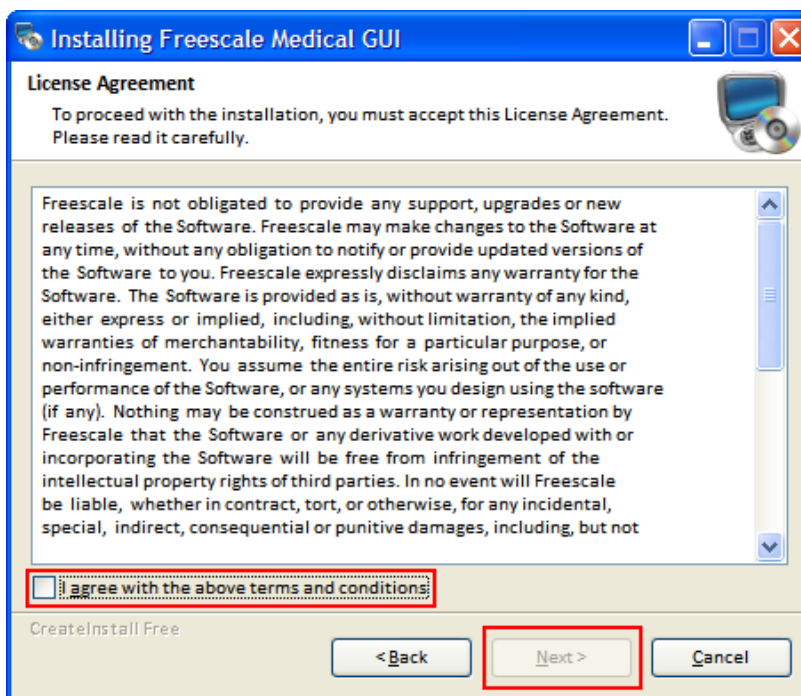 Installing Freescale Medical GUI
License Agreement
To proceed with the installation, you must accept this License Agreement.
Please read it carefully.
Freescale is not obligated to provide any support, upgrades or new
releases of the Software. Freescale may make changes to the Software at
any time, without any obligation to notify or provide updated versions of
the Software to you. Freescale expressly disclaims any warranty for the
Software. The Software is provided as is, without warranty of any kind,
either express or implied, including, without limitation, the implied
warranties of merchantability, fitness for a particular purpose, or
non-infringement. You assume the entire risk arising out of the use or
performance of the Software, or any systems you design using the software
(if any). Nothing may be construed as a warranty or representation by
Freescale that the Software or any derivative work developed with or
incorporating the Software will be free from infringement of the
intellectual property rights of third parties. In no event will Freescale
be liable, whether in contract, tort, or otherwise, for any incidental,
special, indirect, consequential or punitive damages, including, but not
I agree with the above terms and conditions
CreateInstall Free
< Back Next > Cancel